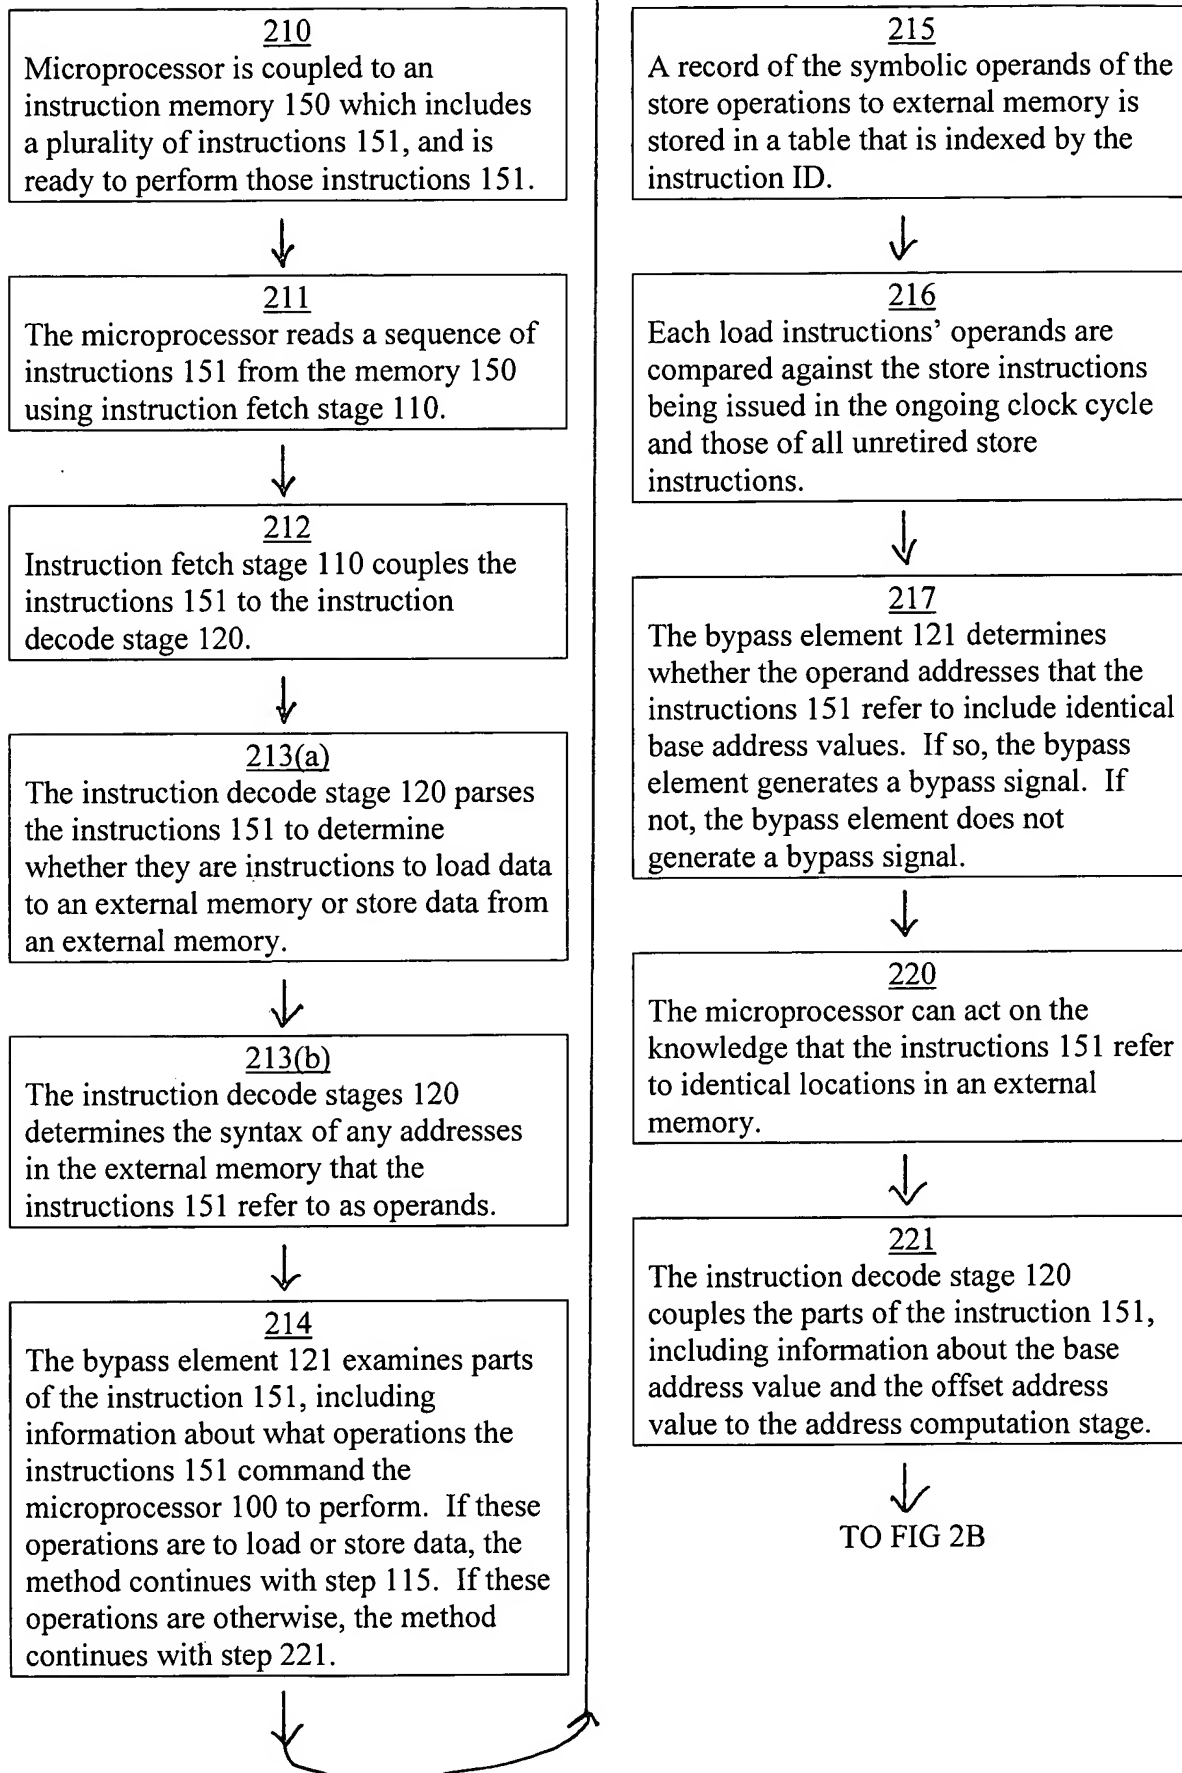 210
Microprocessor is coupled to an
instruction memory 150 which includes
a plurality of instructions 151, and is
ready to perform those instructions 151.
211
The microprocessor reads a sequence of
instructions 151 from the memory 150
using instruction fetch stage 110.
212
Instruction fetch stage 110 couples the
instructions 151 to the instruction
decode stage 120.
213(a)
The instruction decode stage 120 parses
the instructions 151 to determine
whether they are instructions to load data
to an external memory or store data from
an external memory.
213(b)
The instruction decode stages 120
determines the syntax of any addresses
in the external memory that the
instructions 151 refer to as operands.
214
The bypass element 121 examines parts
of the instruction 151, including
information about what operations the
instructions 151 command the
microprocessor 100 to perform.  If these
operations are to load or store data, the
method continues with step 115.  If these
operations are otherwise, the method
continues with step 221.
215
A record of the symbolic operands of the
store operations to external memory is
stored in a table that is indexed by the
instruction ID.
216
Each load instructions' operands are
compared against the store instructions
being issued in the ongoing clock cycle
and those of all unretired store
instructions.
217
The bypass element 121 determines
whether the operand addresses that the
instructions 151 refer to include identical
base address values.  If so, the bypass
element generates a bypass signal.  If
not, the bypass element does not
generate a bypass signal.
220
The microprocessor can act on the
knowledge that the instructions 151 refer
to identical locations in an external
memory.
221
The instruction decode stage 120
couples the parts of the instruction 151,
including information about the base
address value and the offset address
value to the address computation stage.
TO FIG 2B